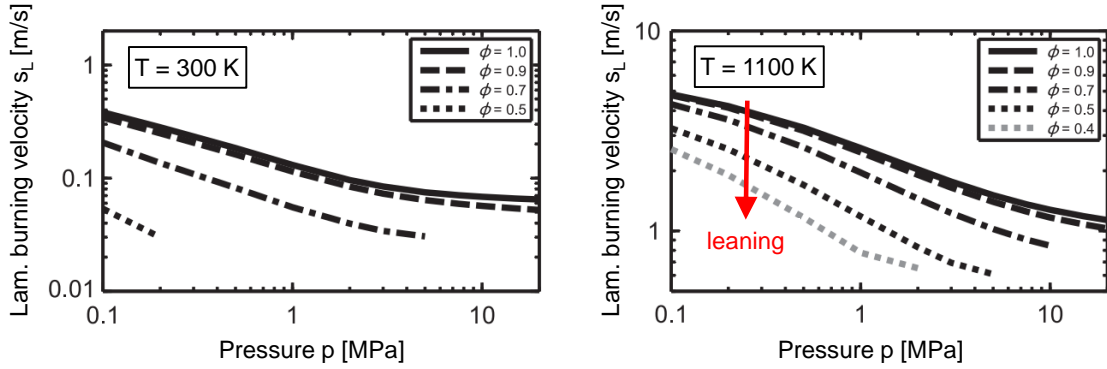 Lam. burning velocity s_L [m/s]
1
0.1
0.01
T = 300 K
ϕ = 1.0
ϕ = 0.9
ϕ = 0.7
ϕ = 0.5
0.1 1 10
Pressure p [MPa]
Lam. burning velocity s_L [m/s]
10
1
T = 1100 K
ϕ = 1.0
ϕ = 0.9
ϕ = 0.7
ϕ = 0.5
ϕ = 0.4
leaning
0.1 1 10
Pressure p [MPa]